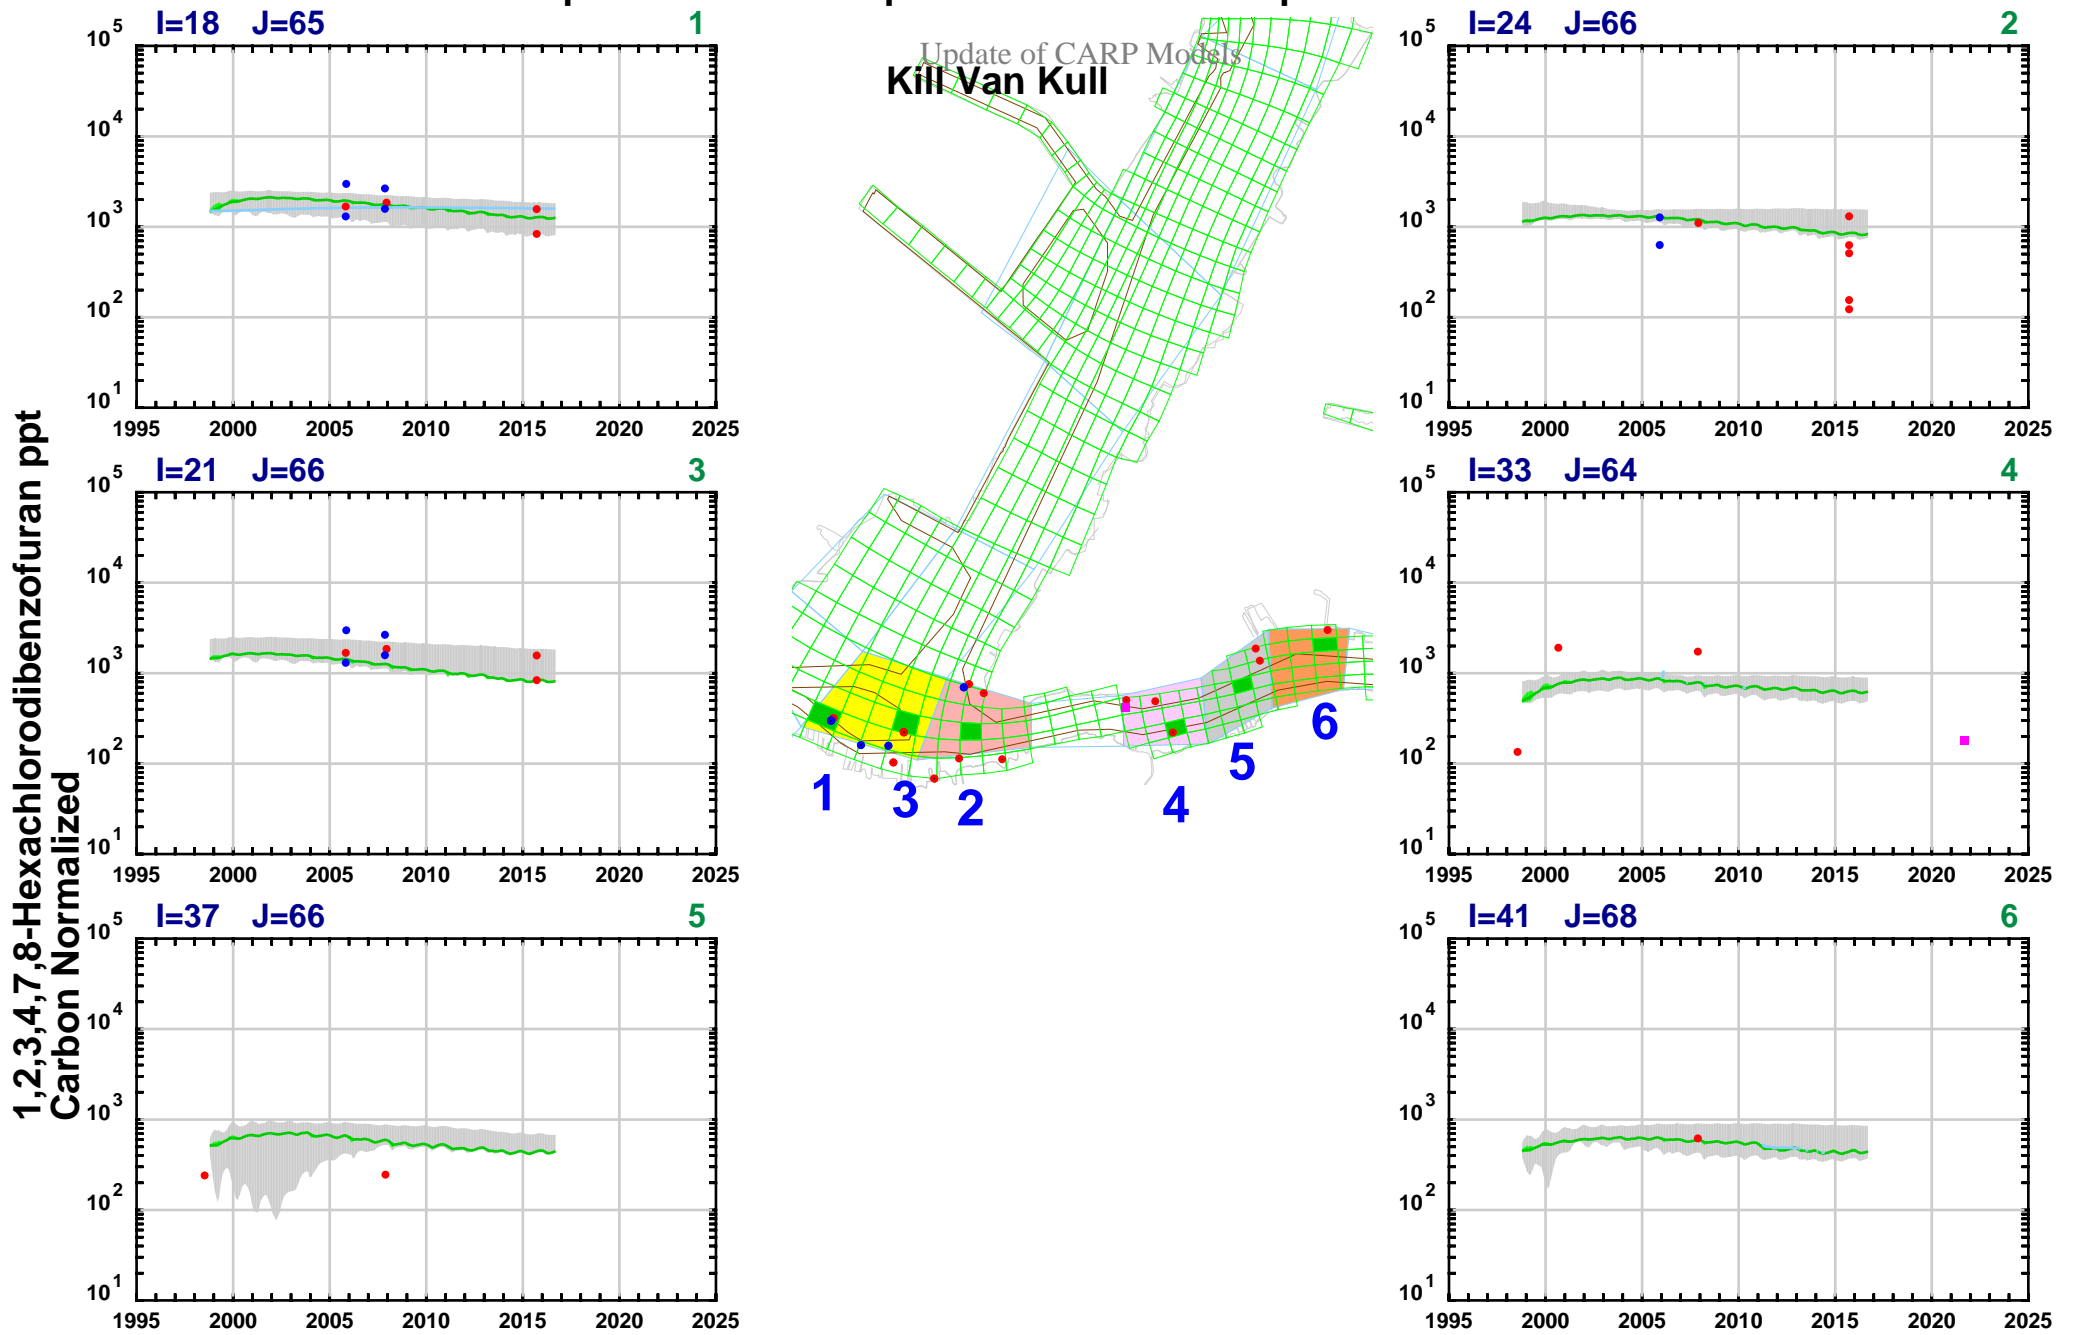 Update of CARP Models
Kill Van Kull
1,2,3,4,7,8-Hexachlorodibenzofuran ppt
Carbon Normalized
I=18 J=65 1
10^5
10^4
10^3
10^2
10^1
1995 2000 2005 2010 2015 2020 2025
I=24 J=66 2
10^5
10^4
10^3
10^2
10^1
1995 2000 2005 2010 2015 2020 2025
I=21 J=66 3
10^5
10^4
10^3
10^2
10^1
1995 2000 2005 2010 2015 2020 2025
I=33 J=64 4
10^5
10^4
10^3
10^2
10^1
1995 2000 2005 2010 2015 2020 2025
1 3 2 4 5 6
I=37 J=66 5
10^5
10^4
10^3
10^2
10^1
1995 2000 2005 2010 2015 2020 2025
I=41 J=68 6
10^5
10^4
10^3
10^2
10^1
1995 2000 2005 2010 2015 2020 2025